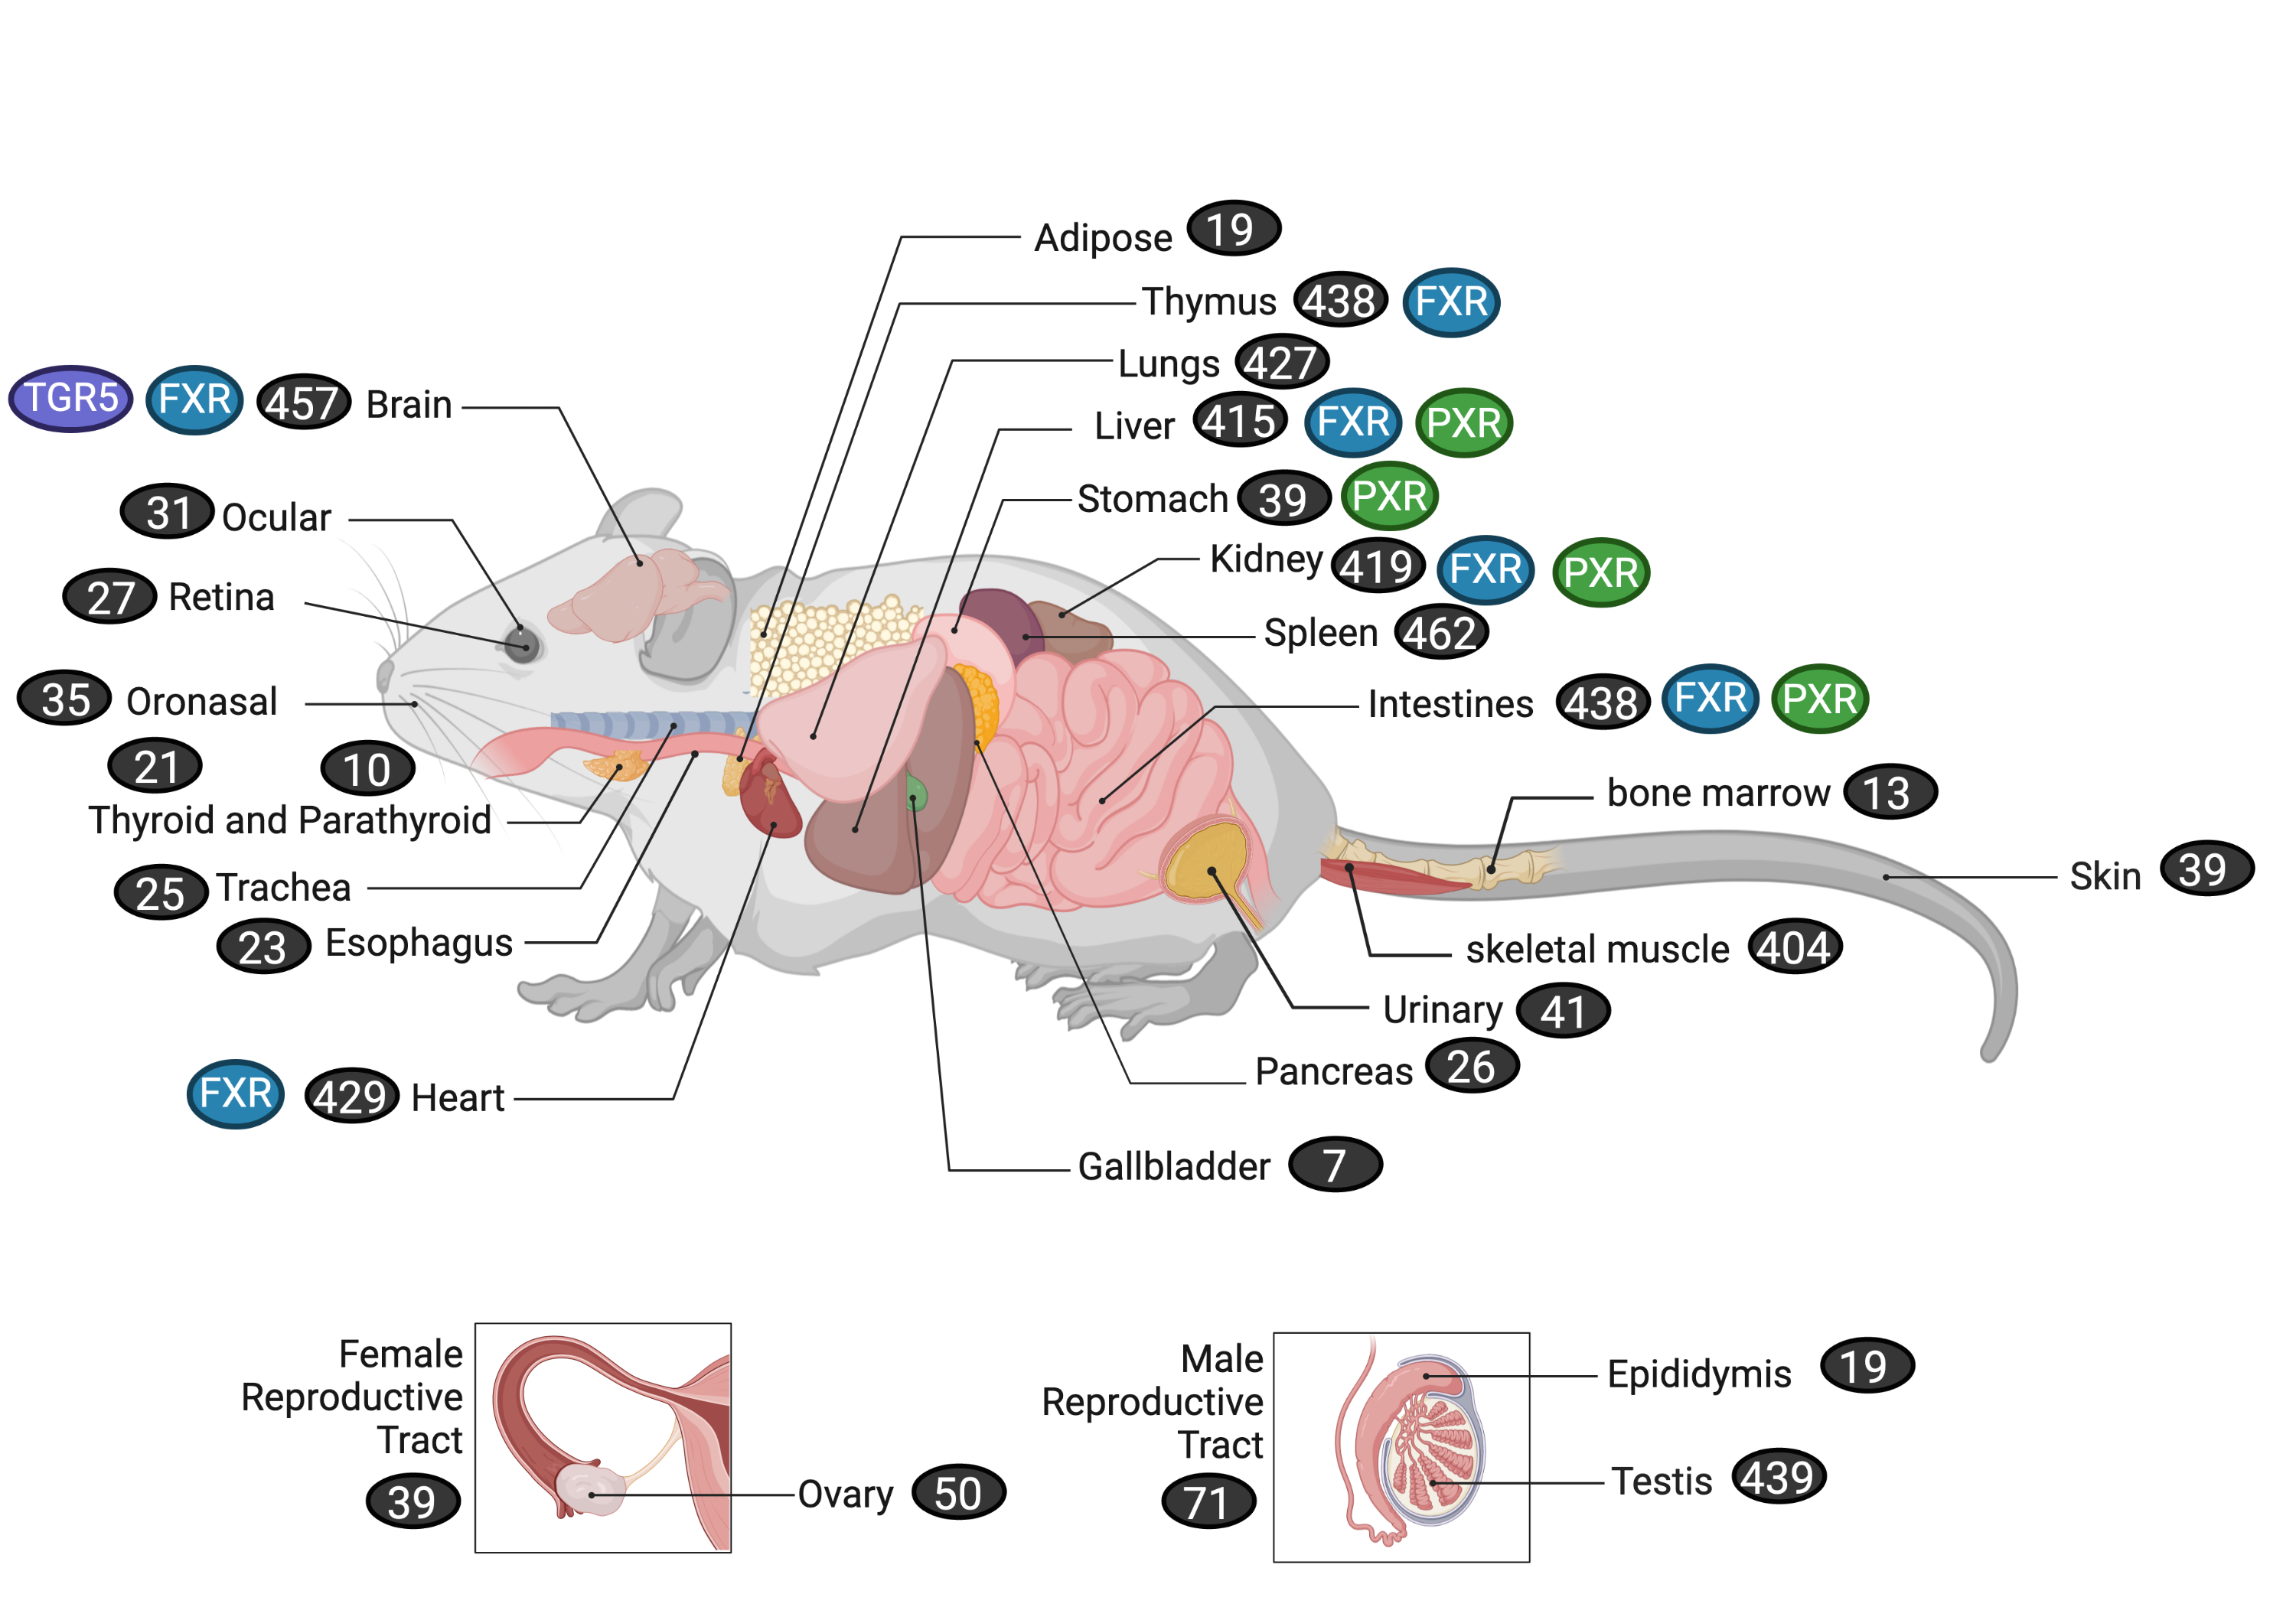 Adipose 19
Thymus 438 FXR
Lungs 427
Liver 415 FXR PXR
Stomach 39 PXR
Kidney 419 FXR PXR
Spleen 462
Intestines 438 FXR PXR
bone marrow 13
Skin 39
skeletal muscle 404
Urinary 41
Pancreas 26
Gallbladder 7
TGR5 FXR 457 Brain
31 Ocular
27 Retina
35 Oronasal
21 10
Thyroid and Parathyroid
25 Trachea
23 Esophagus
FXR 429 Heart
Female
Reproductive
Tract
39
Ovary 50
Male
Reproductive
Tract
71
Epididymis 19
Testis 439